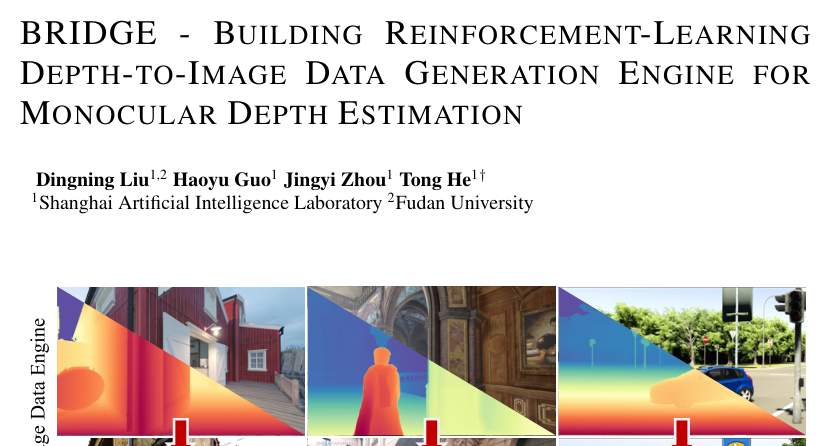 BRIDGE - BUILDING REINFORCEMENT-LEARNING
DEPTH-TO-IMAGE DATA GENERATION ENGINE FOR
MONOCULAR DEPTH ESTIMATION
Dingning Liu1,2 Haoyu Guo1 Jingyi Zhou1 Tong He1†
1Shanghai Artificial Intelligence Laboratory 2Fudan University
Data Engine